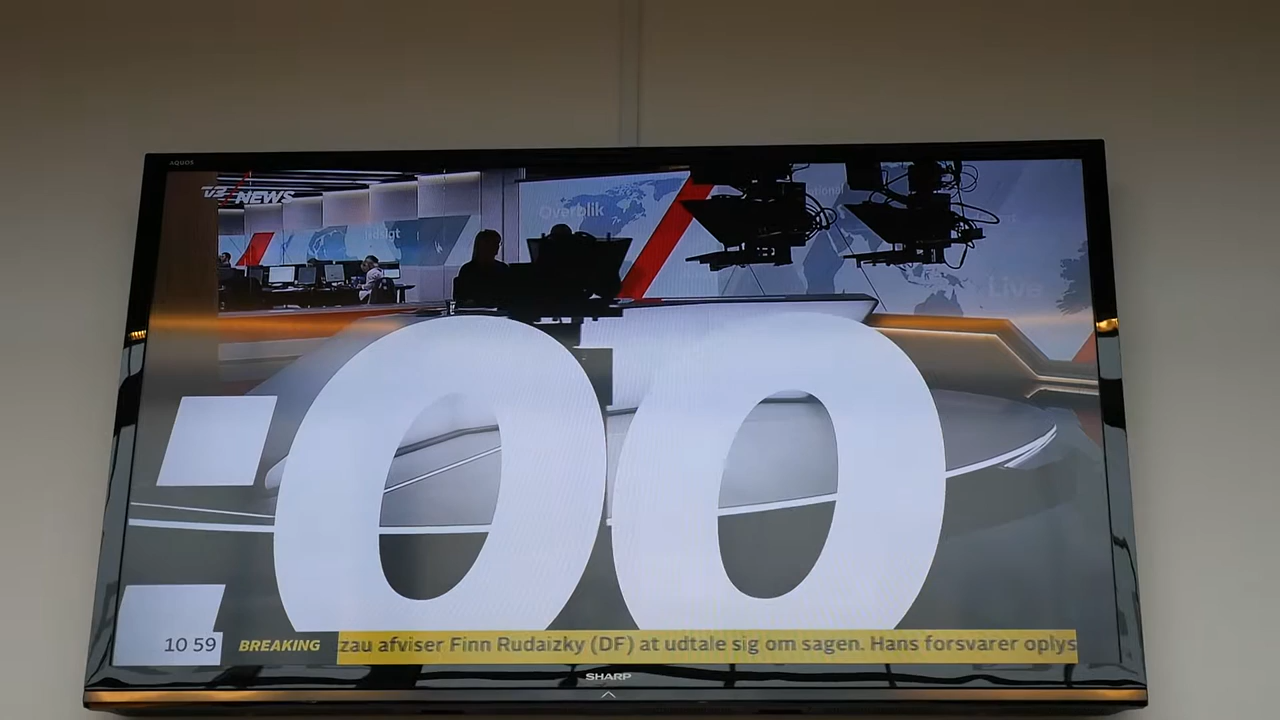 AQUOS
TV2 NEWS
Overblik
Indsigt
Live
:00
10 59
BREAKING
zau afviser Finn Rudaizky (DF) at udtale sig om sagen. Hans forsvarer oplys
SHARP